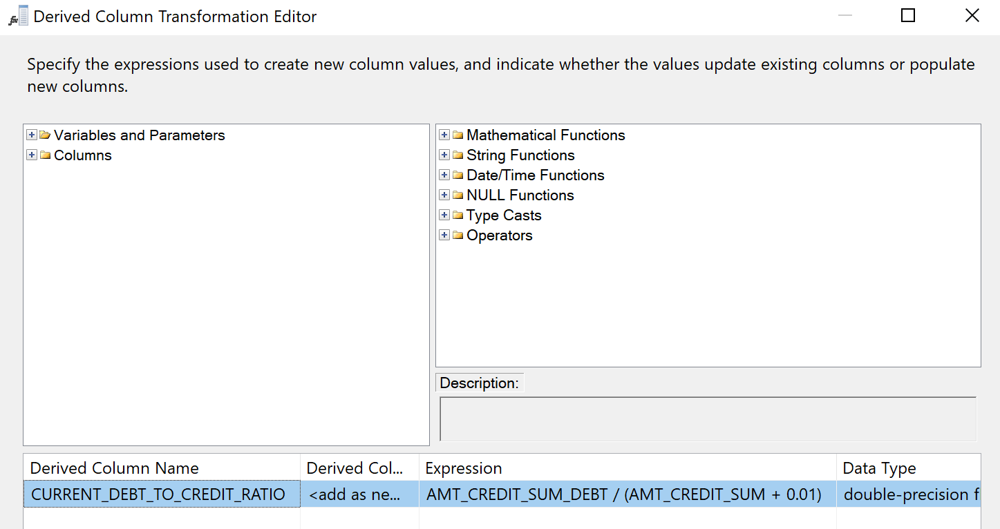 Derived Column Transformation Editor
Specify the expressions used to create new column values, and indicate whether the values update existing columns or populate
new columns.
Variables and Parameters
Columns
Mathematical Functions
String Functions
Date/Time Functions
NULL Functions
Type Casts
Operators
Description:
Derived Column Name Derived Col... Expression Data Type
CURRENT_DEBT_TO_CREDIT_RATIO <add as ne... AMT_CREDIT_SUM_DEBT / (AMT_CREDIT_SUM + 0.01) double-precision f